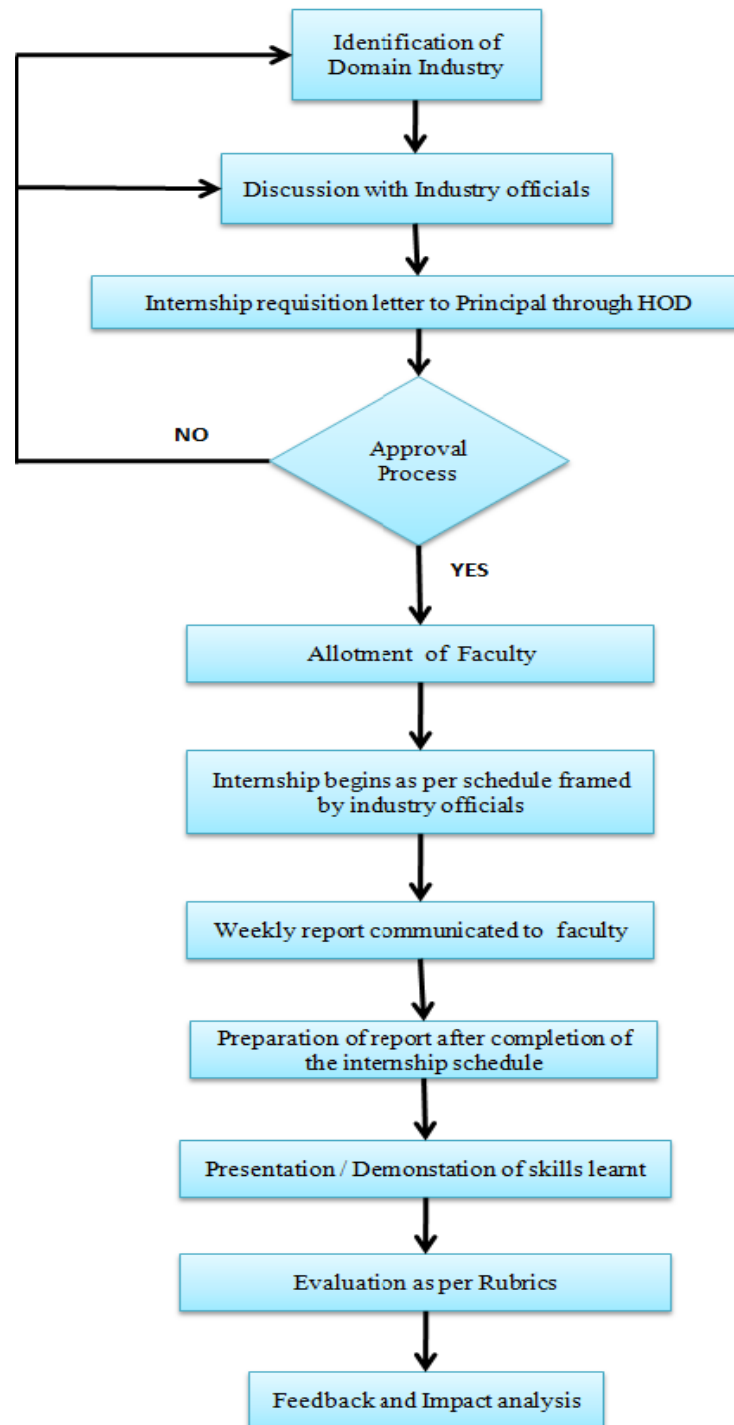 Identification of
Domain Industry
Discussion with Industry officials
Internship requisition letter to Principal through HOD
NO
Approval
Process
YES
Allotment of Faculty
Internship begins as per schedule framed
by industry officials
Weekly report communicated to faculty
Preparation of report after completion of
the internship schedule
Presentation / Demonstation of skills learnt
Evaluation as per Rubrics
Feedback and Impact analysis